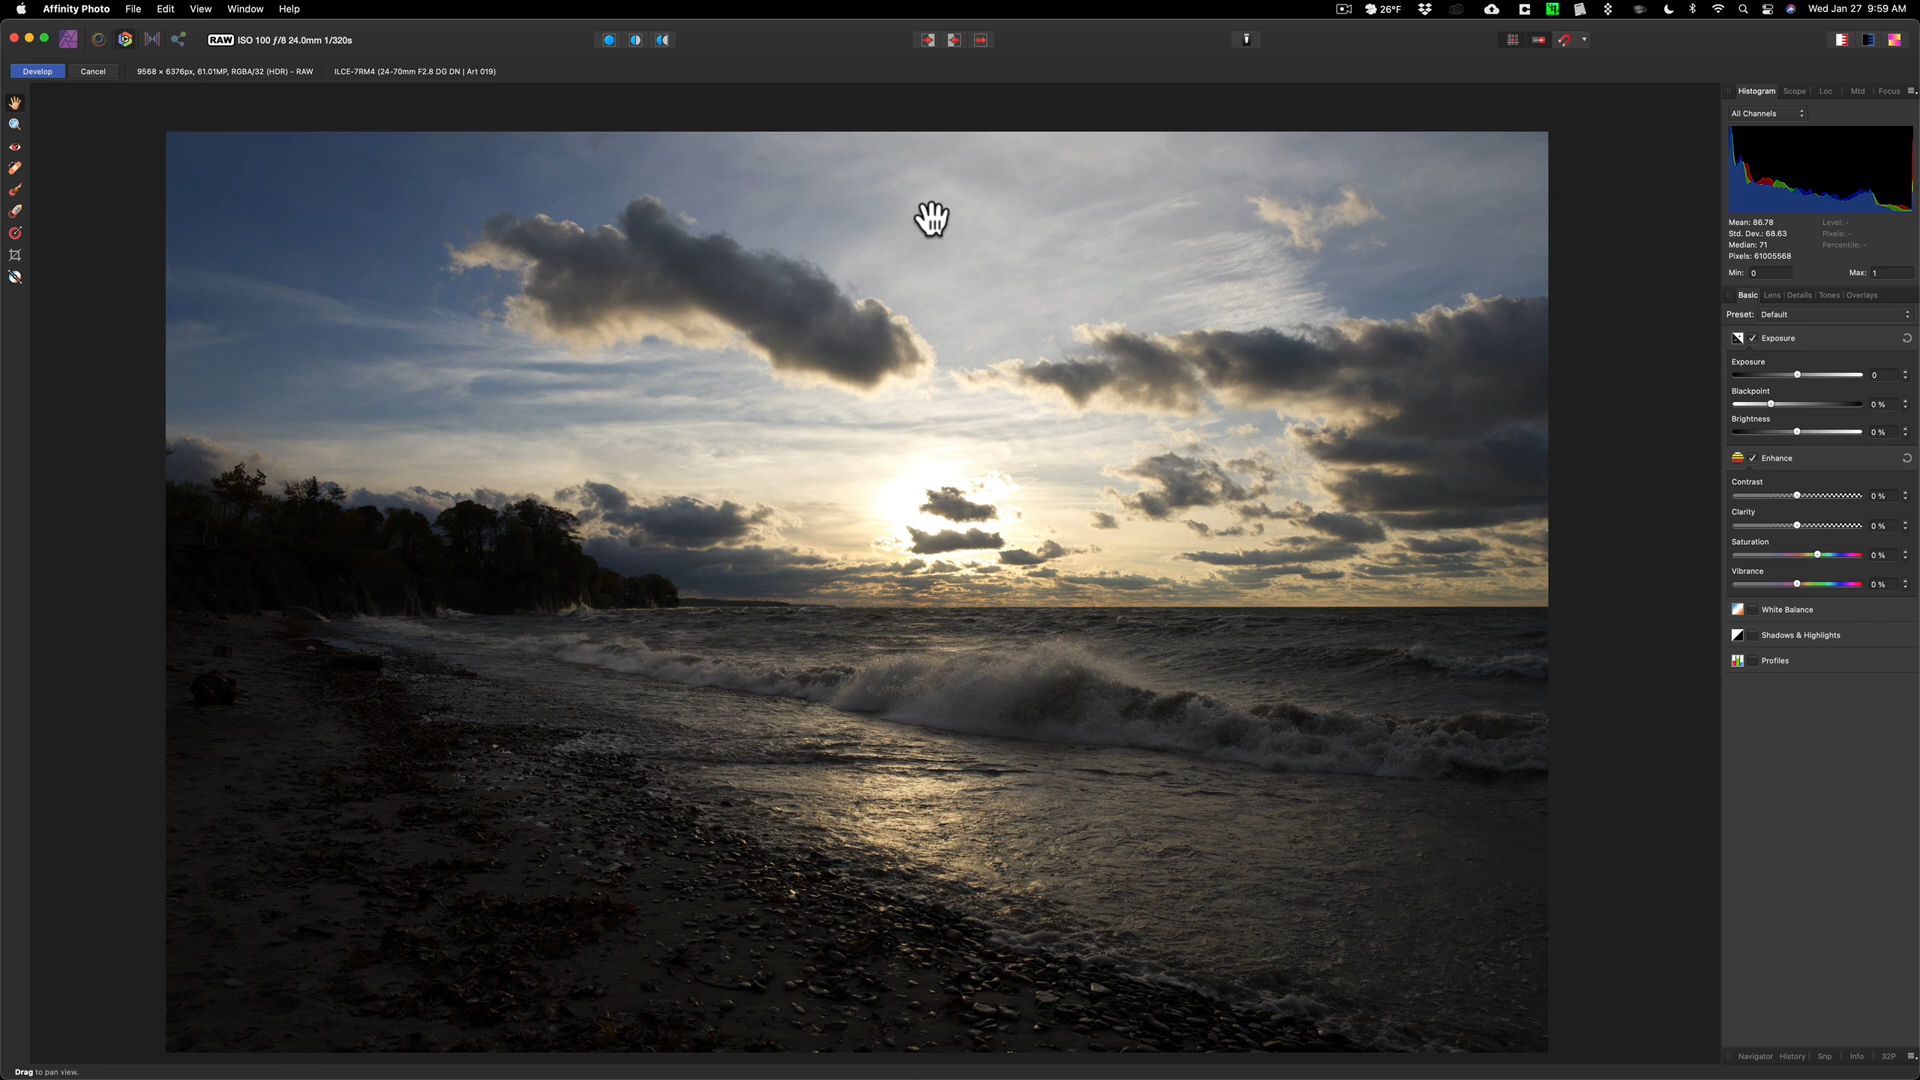 Affinity Photo File Edit View Window Help 26°F Wed Jan 27 9:59 AM
RAW ISO 100 ƒ/8 24.0mm 1/320s
Develop Cancel 9568 × 6376px, 61.01MP, RGBA/32 (HDR) - RAW ILCE-7RM4 (24-70mm F2.8 DG DN | Art 019)
Histogram Scope Loc Mtd Focus
All Channels
Mean: 86.78 Level: -
Std. Dev.: 68.63 Pixels: -
Median: 71 Percentile: -
Pixels: 61005568
Min: 0 Max: 1
Basic Lens Details Tones Overlays
Preset: Default
Exposure
Exposure
0
Blackpoint
0 %
Brightness
0 %
Enhance
Contrast
0 %
Clarity
0 %
Saturation
0 %
Vibrance
0 %
White Balance
Shadows & Highlights
Profiles
Navigator History Snp Info 32P
Drag to pan view.